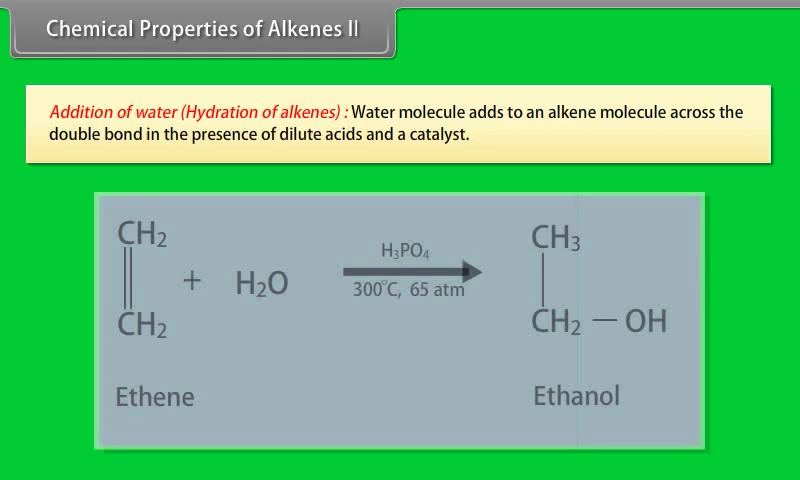 Chemical Properties of Alkenes II
Addition of water (Hydration of alkenes) : Water molecule adds to an alkene molecule across the
double bond in the presence of dilute acids and a catalyst.
CH₂
CH₂
+ H₂O
H₃PO₄
300°C, 65 atm
CH₃
CH₂ — OH
Ethene
Ethanol